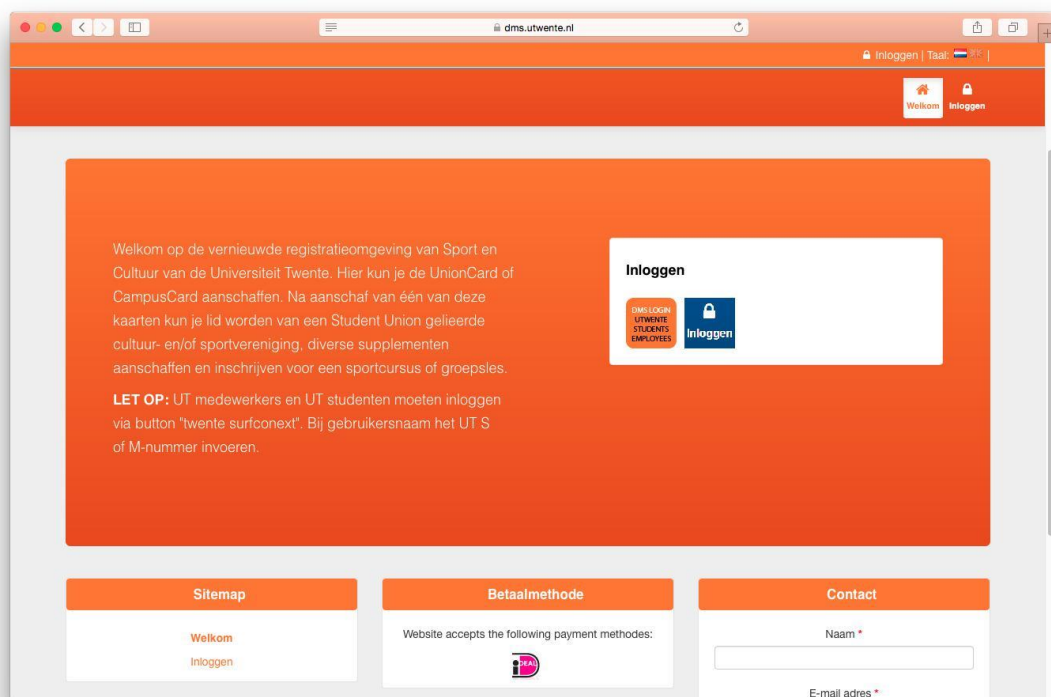 dms.utwente.nl
Inloggen | Taal: |
Welkom
Inloggen
Welkom op de vernieuwde registratieomgeving van Sport en
Cultuur van de Universiteit Twente. Hier kun je de UnionCard of
CampusCard aanschaffen. Na aanschaf van één van deze
kaarten kun je lid worden van een Student Union gelieerde
cultuur- en/of sportvereniging, diverse supplementen
aanschaffen en inschrijven voor een sportcursus of groepsles.
LET OP: UT medewerkers en UT studenten moeten inloggen
via button "twente surfconext". Bij gebruikersnaam het UT S
of M-nummer invoeren.
Inloggen
DMS LOGIN
UTWENTE
STUDENTS
EMPLOYEES
Inloggen
Sitemap
Welkom
Inloggen
Betaalmethode
Website accepts the following payment methodes:
iDEAL
Contact
Naam *
E-mail adres *